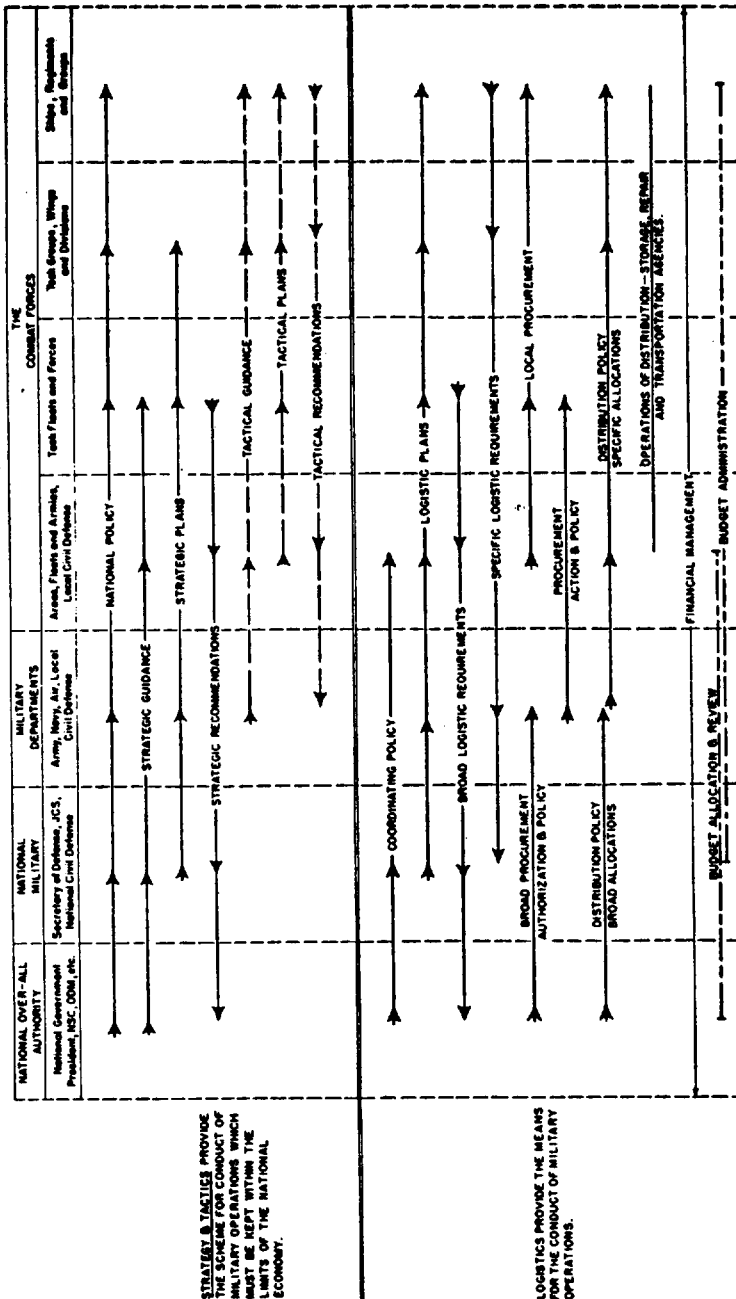 NATIONAL OVER-ALL
AUTHORITY
NATIONAL
MILITARY
MILITARY
DEPARTMENTS
THE
COMBAT FORCES
National Government
President, NSC, ODM, etc.
Secretary of Defense, JCS,
National Civil Defense
Army, Navy, Air, Local
Civil Defense
Areas, Fleets and Armies,
Local Civil Defense
Task Fleets and Forces
Task Groups, Wings
and Divisions
Ships, Regiments
and Groups
STRATEGY & TACTICS PROVIDE
THE SCHEME FOR CONDUCT OF
MILITARY OPERATIONS WHICH
MUST BE KEPT WITHIN THE
LIMITS OF THE NATIONAL
ECONOMY.
NATIONAL POLICY
STRATEGIC GUIDANCE
STRATEGIC PLANS
STRATEGIC RECOMMENDATIONS
TACTICAL GUIDANCE
TACTICAL PLANS
TACTICAL RECOMMENDATIONS
LOGISTICS PROVIDE THE MEANS
FOR THE CONDUCT OF MILITARY
OPERATIONS.
COORDINATING POLICY
LOGISTIC PLANS
BROAD LOGISTIC REQUIREMENTS
SPECIFIC LOGISTIC REQUIREMENTS
BROAD PROCUREMENT
AUTHORIZATION & POLICY
LOCAL PROCUREMENT
PROCUREMENT
ACTION & POLICY
DISTRIBUTION POLICY
BROAD ALLOCATIONS
DISTRIBUTION POLICY
SPECIFIC ALLOCATIONS
OPERATIONS OF DISTRIBUTION-STORAGE, REPAIR
AND TRANSPORTATION AGENCIES.
FINANCIAL MANAGEMENT
BUDGET ALLOCATION & REVIEW
BUDGET ADMINISTRATION